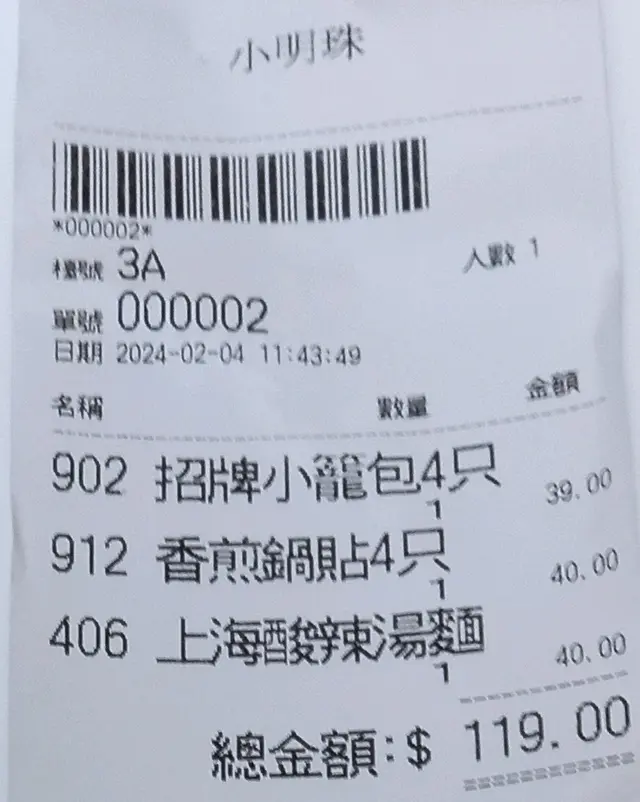 小明珠
*000002*
檯號 3A 人數 1
單號 000002
日期 2024-02-04 11:43:49
名稱 數量 金額
902 招牌小籠包4只
1 39.00
912 香煎鍋貼4只
1 40.00
406 上海酸辣湯麵
1 40.00
總金額:$ 119.00